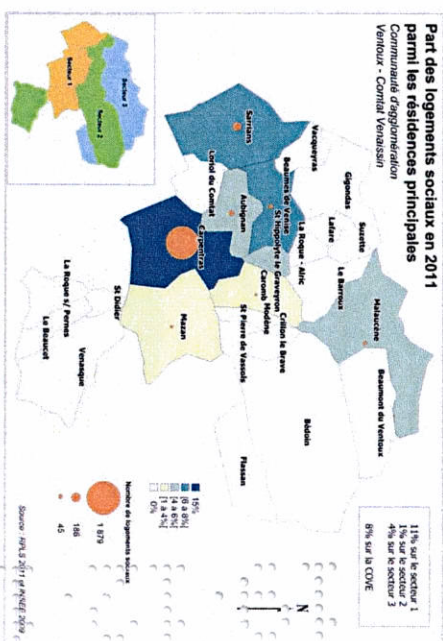 Part des logements sociaux en 2011
parmi les résidences principales
Communauté d'agglomération
Ventoux - Comtat Venaissin
11% sur le secteur 1
1% sur le secteur 2
4% sur le secteur 3
8% sur la COVE
Suzette
Gigondas
Lafare
Vacqueyras
Le Barroux
Malaucène
Beaumont du Ventoux
La Roque - Alric
Beaumes de Venise
St Hippolyte le Graveyron
Sarrians
Aubignan
Loriol du Comtat
Caromb
Modène
Crillon le Brave
St Pierre de Vassols
Bédoin
Flassan
Carpentras
Mazan
St Didier
Venasque
La Roque s/ Pernes
Le Beaucet
N
15%
[6 à 8%[
[4 à 6%[
[1 à 4%[
0%
Nombre de logements sociaux
1 879
186
45
Secteur 3
Secteur 2
Secteur 1
Source : RPLS 2011 et INSEE 2009